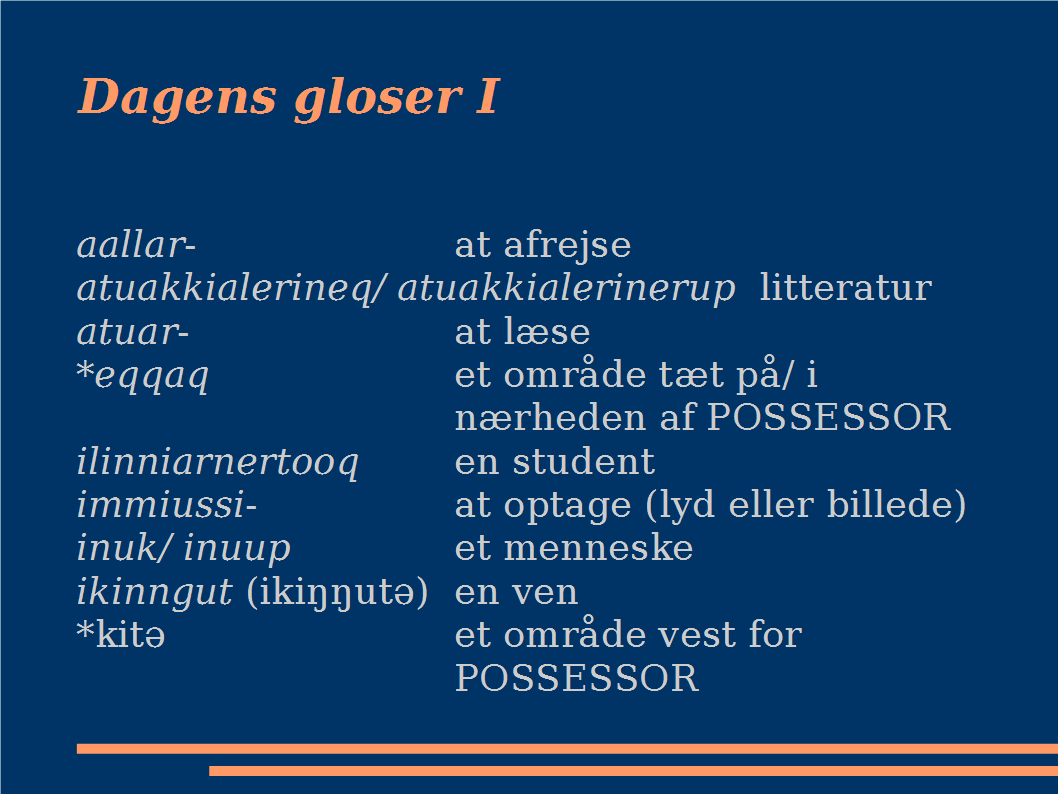 Dagens gloser I
aallar- at afrejse
atuakkialerineq/ atuakkialerinerup litteratur
atuar- at læse
*eqqaq et område tæt på/ i
nærheden af POSSESSOR
ilinniarnertooq en student
immiussi- at optage (lyd eller billede)
inuk/ inuup et menneske
ikinngut (ikiŋŋutə) en ven
*kitə et område vest for
POSSESSOR